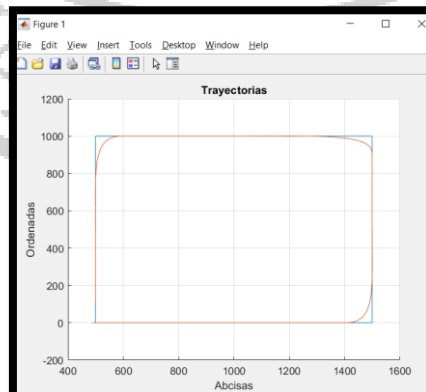 Figure 1
File Edit View Insert Tools Desktop Window Help
Trayectorias
1200
1000
800
600
400
200
0
-200
Ordenadas
400 600 800 1000 1200 1400 1600
Abcisas